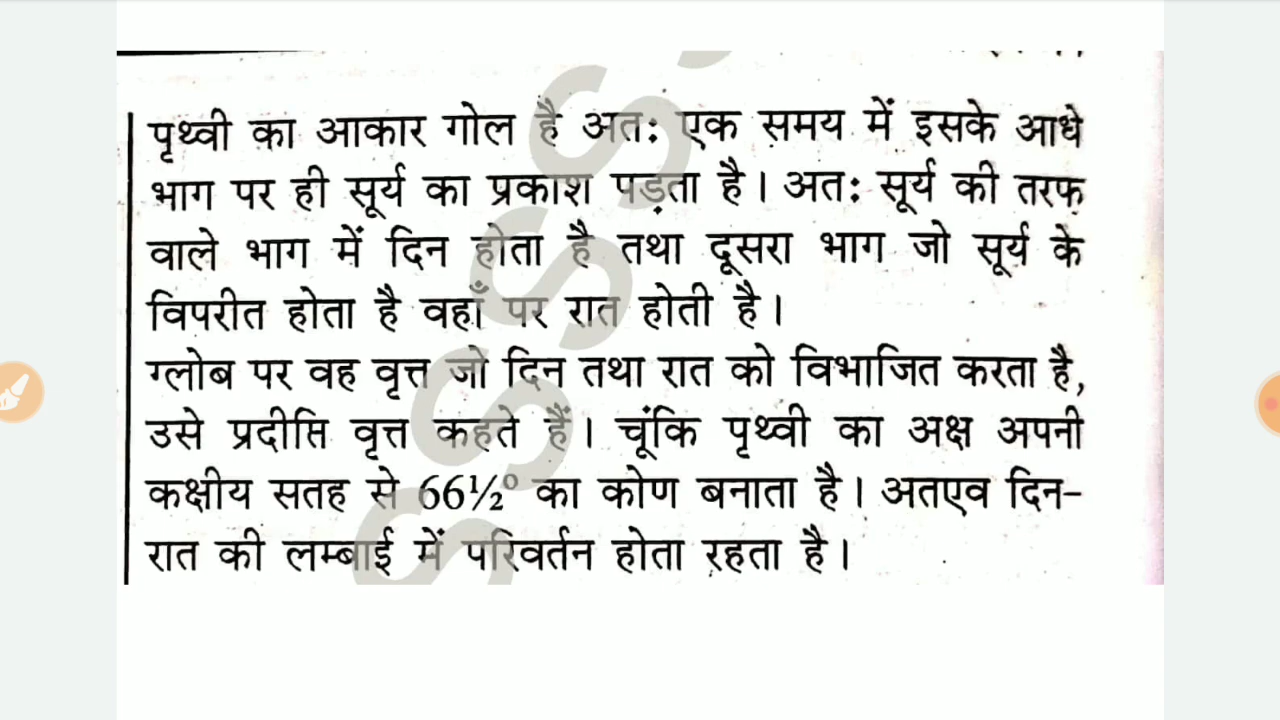 पृथ्वी का आकार गोल है अतः एक समय में इसके आधे
भाग पर ही सूर्य का प्रकाश पड़ता है। अतः सूर्य की तरफ
वाले भाग में दिन होता है तथा दूसरा भाग जो सूर्य के
विपरीत होता है वहाँ पर रात होती है।
ग्लोब पर वह वृत्त जो दिन तथा रात को विभाजित करता है,
उसे प्रदीप्ति वृत्त कहते हैं। चूंकि पृथ्वी का अक्ष अपनी
कक्षीय सतह से 66½° का कोण बनाता है। अतएव दिन-
रात की लम्बाई में परिवर्तन होता रहता है।